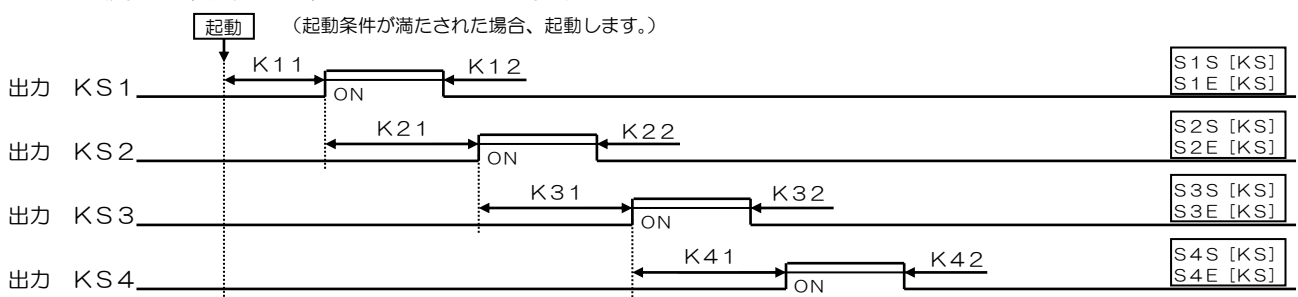 起動 (起動条件が満たされた場合、起動します。)
K11 K12 S1S [KS]
出力 KS1 ON S1E [KS]
K21 K22 S2S [KS]
出力 KS2 ON S2E [KS]
K31 K32 S3S [KS]
出力 KS3 ON S3E [KS]
K41 K42 S4S [KS]
出力 KS4 ON S4E [KS]